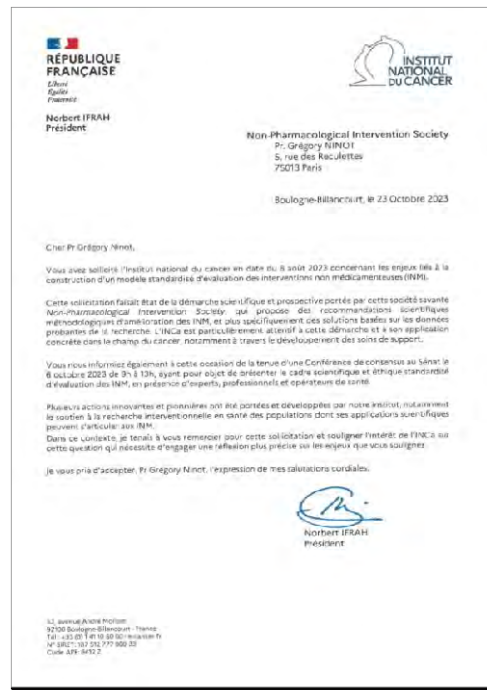 RÉPUBLIQUE
FRANÇAISE
Liberté
Égalité
Fraternité
INSTITUT
NATIONAL
DU CANCER
Norbert IFRAH
Président
Non-Pharmacological Intervention Society
Pr. Grégory NINOT
5, rue des Reculettes
75013 Paris
Boulogne-Billancourt, le 23 Octobre 2023
Cher Pr Grégory Ninot,
Vous avez sollicité l'Institut national du cancer en date du 8 août 2023 concernant les enjeux liés à la
construction d'un modèle standardisé d'évaluation des interventions non médicamenteuses (INM).
Cette sollicitation faisait état de la démarche scientifique et prospective portée par cette société savante
Non-Pharmacological Intervention Society, qui propose des recommandations scientifiques
méthodologiques d'amélioration des INM, et plus spécifiquement des solutions basées sur les données
probantes de la recherche. L'INCa est particulièrement attentif à cette démarche et à son application
concrète dans le champ du cancer, notamment à travers le développement des soins de support.
Vous nous informiez également à cette occasion de la tenue d'une Conférence de consensus au Sénat le
6 octobre 2023 de 9h à 13h, ayant pour objet de présenter le cadre scientifique et éthique standardisé
d'évaluation des INM, en présence d'experts, professionnels et opérateurs de santé.
Plusieurs actions innovantes et pionnières ont été portées et développées par notre institut, notamment
le soutien à la recherche interventionnelle en santé des populations dont ses applications scientifiques
peuvent s'articuler aux INM.
Dans ce contexte, je tenais à vous remercier pour cette sollicitation et souligner l'intérêt de l'INCa sur
cette question qui nécessite d'engager une réflexion plus précise sur les enjeux que vous soulignez.
Je vous prie d'accepter, Pr Grégory Ninot, l'expression de mes salutations cordiales.
Norbert IFRAH
Président
52, avenue André Morizet
92100 Boulogne-Billancourt - France